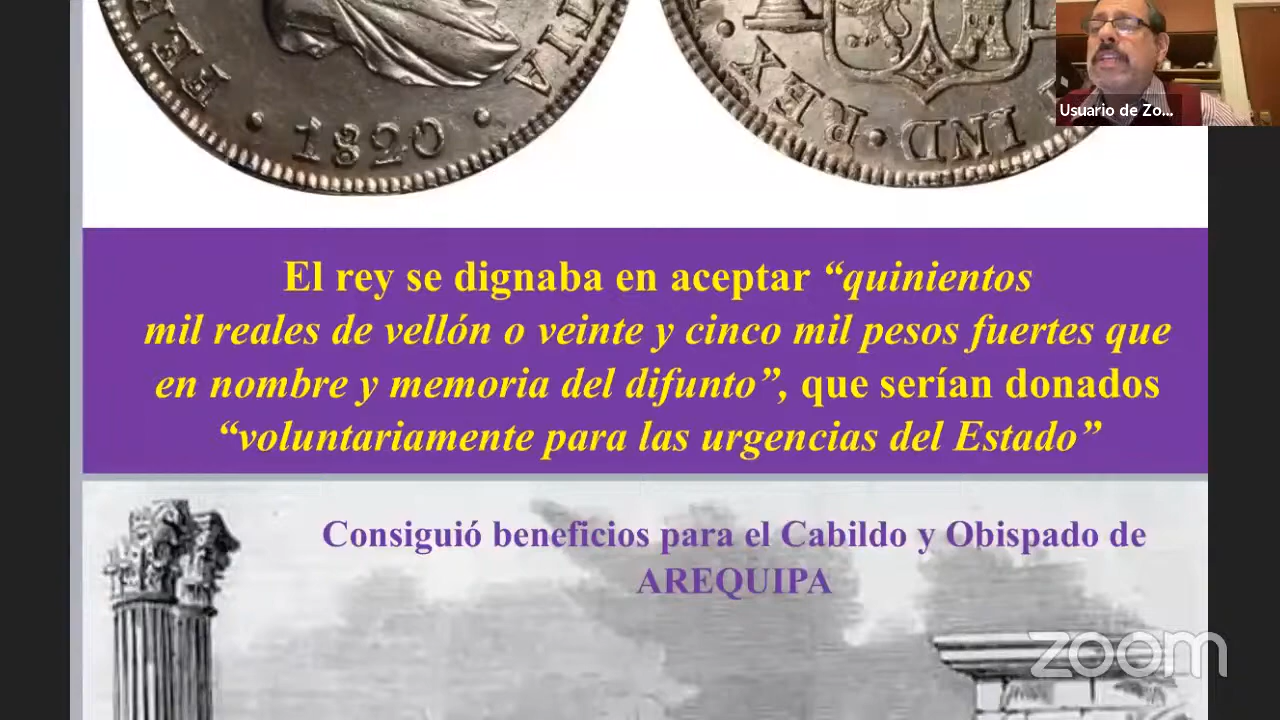 FER
TIA
· 1820 ·
REX · IND
Usuario de Zo...
El rey se dignaba en aceptar “quinientos
mil reales de vellón o veinte y cinco mil pesos fuertes que
en nombre y memoria del difunto”, que serían donados
“voluntariamente para las urgencias del Estado”
Consiguió beneficios para el Cabildo y Obispado de
AREQUIPA
zoom